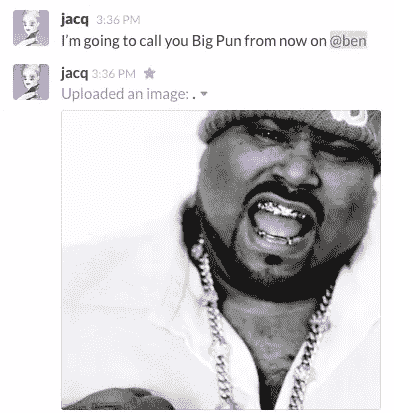 jacq 3:36 PM
I'm going to call you Big Pun from now on @ben
jacq 3:36 PM
Uploaded an image: .